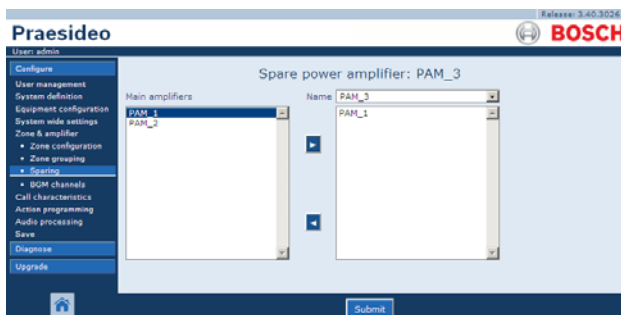 Release: 3.40.3026
Praesideo
BOSCH
User: admin
Configure
User management
System definition
Equipment configuration
System wide settings
Zone & amplifier
• Zone configuration
• Zone grouping
• Sparing
• BGM channels
Call characteristics
Action programming
Audio processing
Save
Diagnose
Upgrade
Spare power amplifier: PAM_3
Main amplifiers
PAM_1
PAM_2
Name
PAM_3
PAM_1
Submit